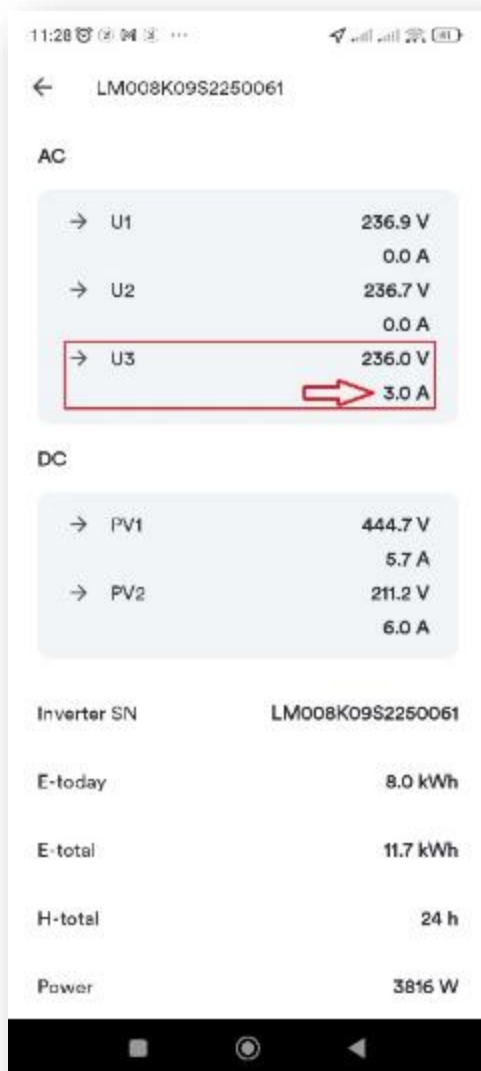 11:28
LM008K09S2250061
AC
U1 236.9 V
0.0 A
U2 236.7 V
0.0 A
U3 236.0 V
3.0 A
DC
PV1 444.7 V
5.7 A
PV2 211.2 V
6.0 A
Inverter SN LM008K09S2250061
E-today 8.0 kWh
E-total 11.7 kWh
H-total 24 h
Power 3816 W